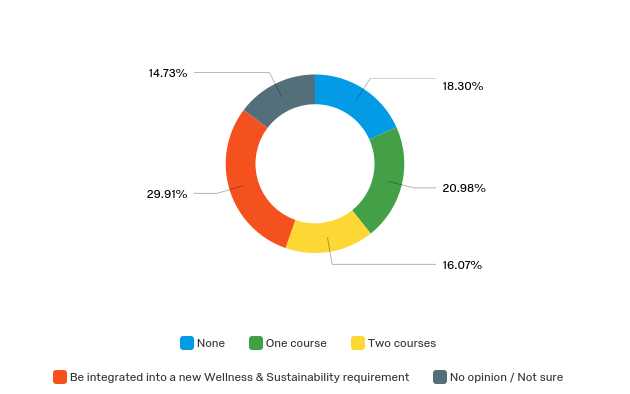 14.73%
18.30%
29.91%
20.98%
16.07%
None One course Two courses
Be integrated into a new Wellness & Sustainability requirement No opinion / Not sure